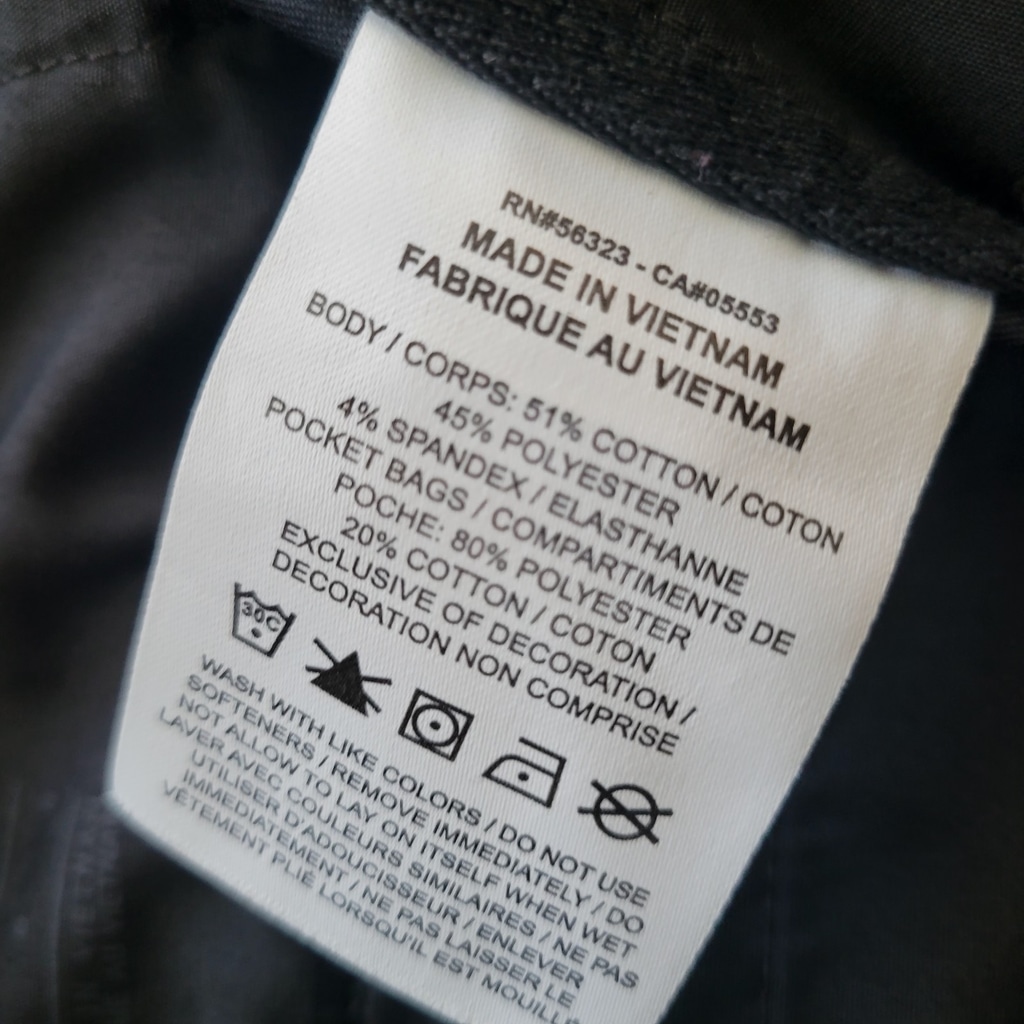 RN#56323 - CA#05553
MADE IN VIETNAM
FABRIQUE AU VIETNAM
BODY / CORPS: 51% COTTON / COTON
45% POLYESTER
4% SPANDEX / ELASTHANNE
POCKET BAGS / COMPARTIMENTS DE
POCHE: 80% POLYESTER
20% COTTON / COTON
EXCLUSIVE OF DECORATION /
DECORATION NON COMPRISE
30C
WASH WITH LIKE COLORS / DO NOT USE
SOFTENERS / REMOVE IMMEDIATELY / DO
NOT ALLOW TO LAY ON ITSELF WHEN WET
LAVER AVEC COULEURS SIMILAIRES / NE PAS
UTILISER D'ADOUCISSEUR / ENLEVER
IMMEDIATEMENT / NE PAS LAISSER LE
VÊTEMENT PLIÉ LORSQU'IL EST MOUILLÉ